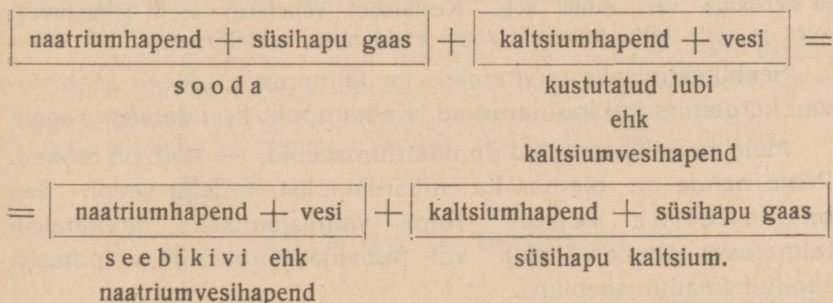 naatriumhapend + süsihapu gaas + kaltsiumhapend + vesi =
sooda kustutatud lubi
ehk
kaltsiumvesihapend
= naatriumhapend + vesi + kaltsiumhapend + süsihapu gaas
seebikivi ehk süsihapu kaltsium.
naatriumvesihapend